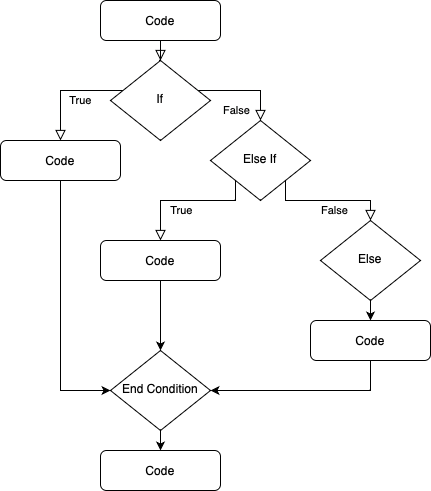 Code
If
True
False
Code
Else If
True
False
Code
Else
Code
End Condition
Code